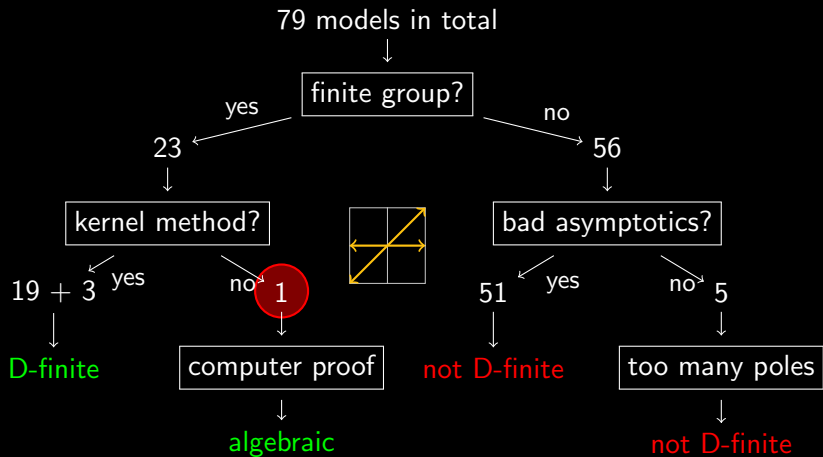 79 models in total
finite group?
yes
no
23
56
kernel method?
bad asymptotics?
yes
no
yes
no
19 + 3
1
51
5
D-finite
computer proof
not D-finite
too many poles
algebraic
not D-finite